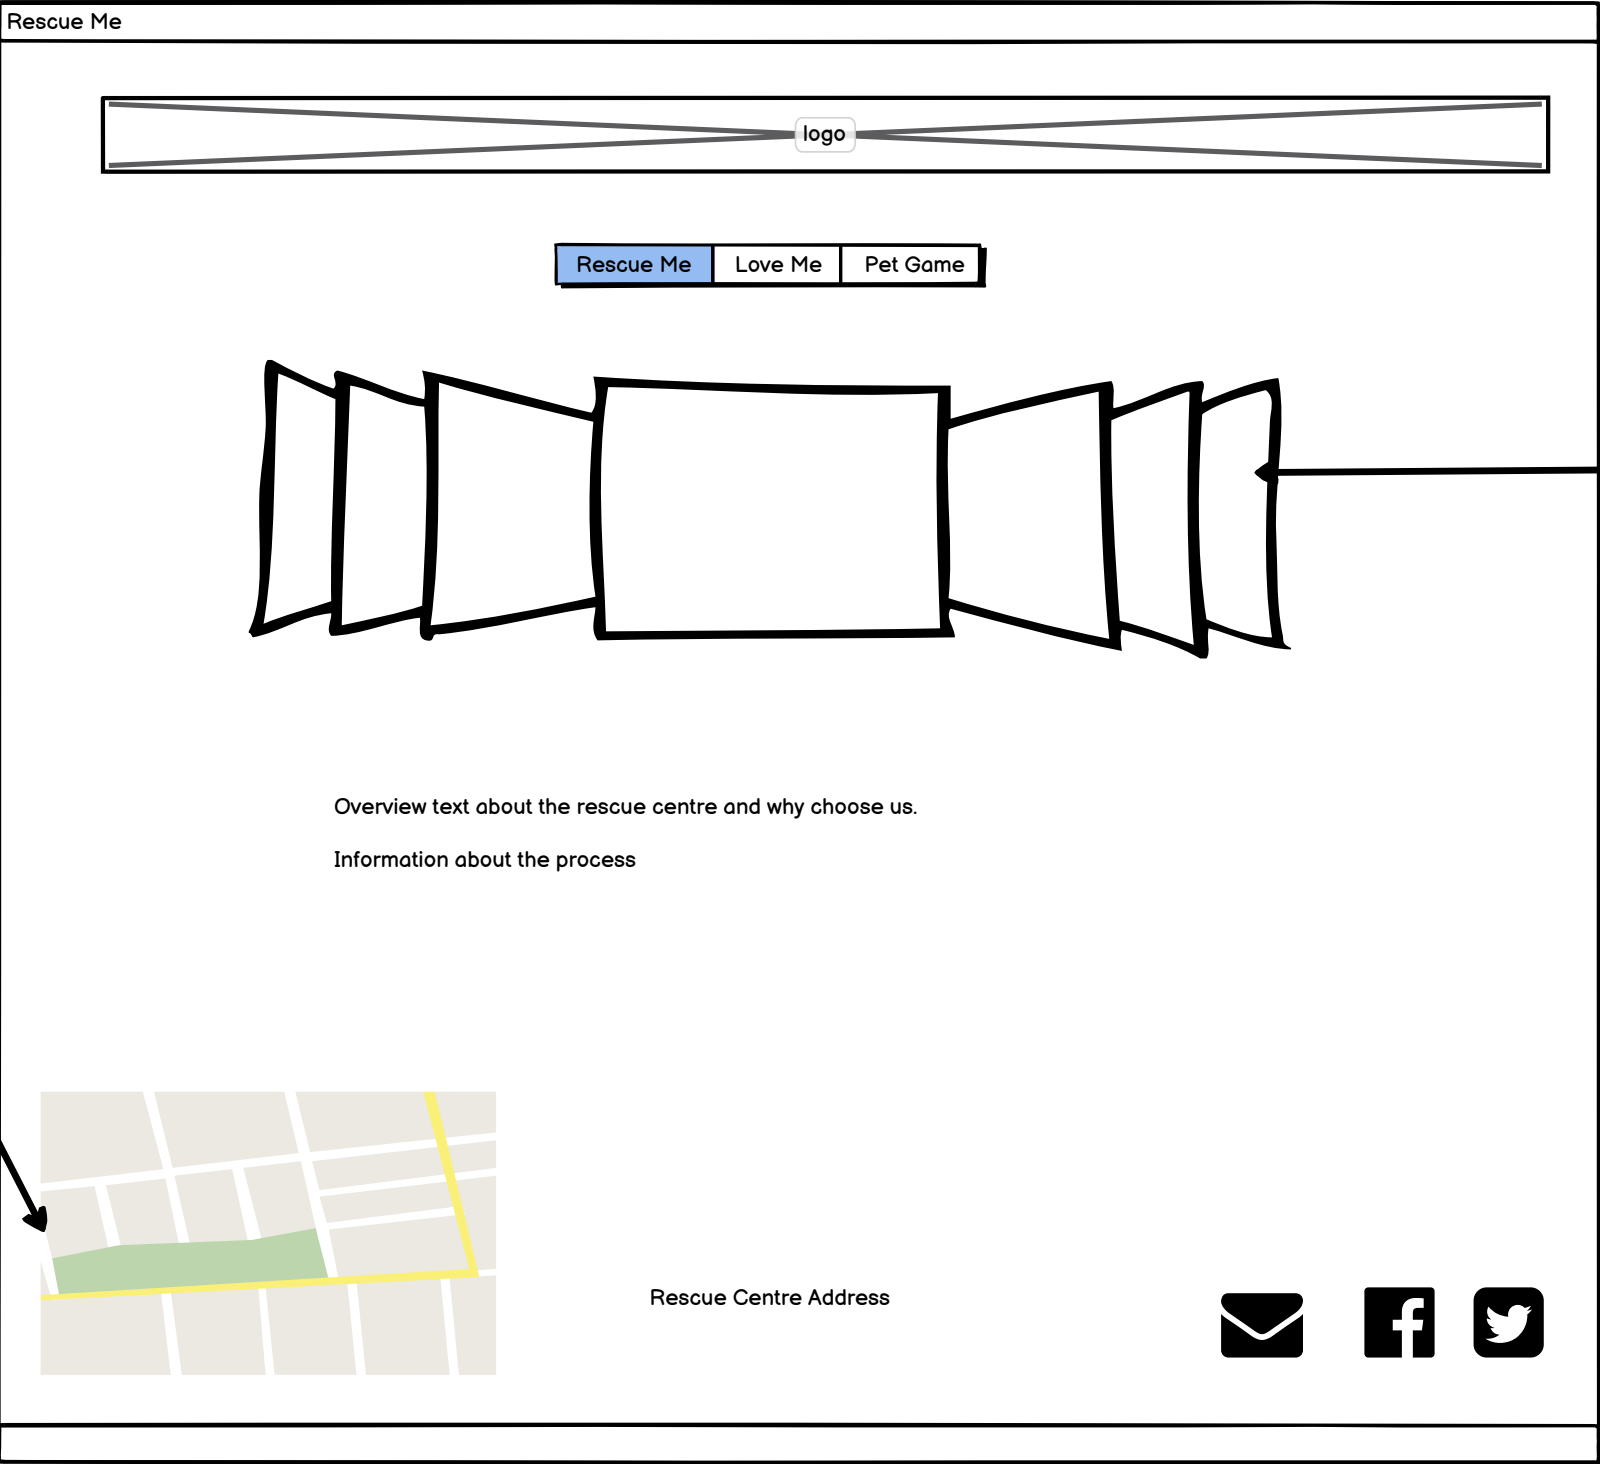 Rescue Me
logo
Rescue Me Love Me Pet Game
Overview text about the rescue centre and why choose us.
Information about the process
Rescue Centre Address